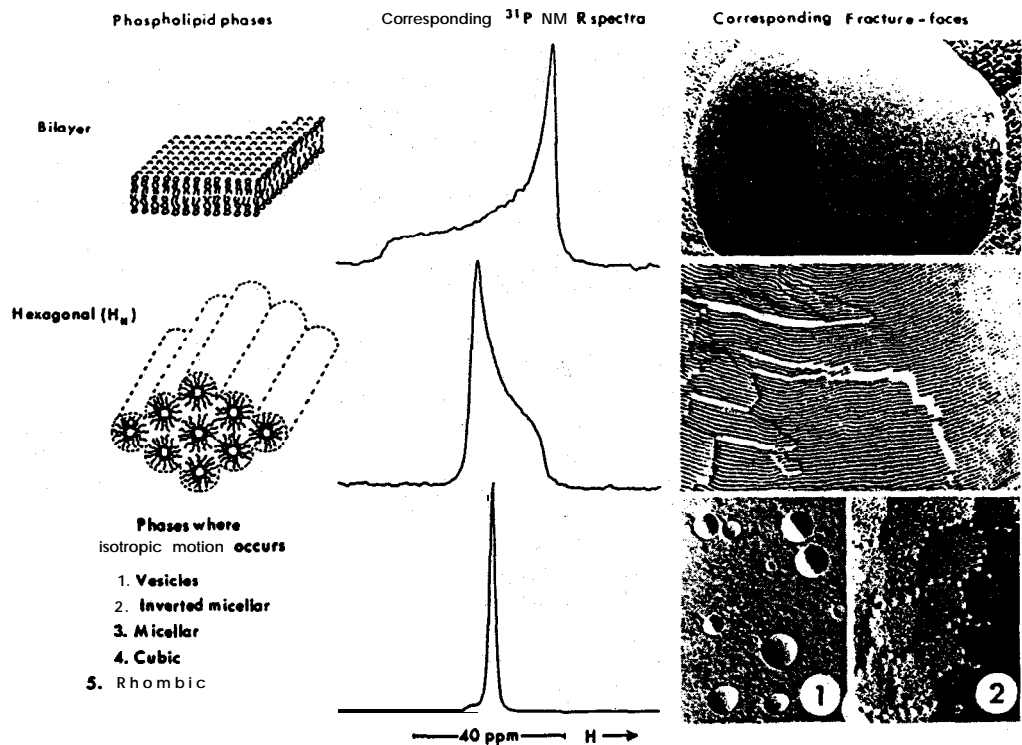 Phospholipid phases
Corresponding ³¹P NMR spectra
Corresponding Fracture-faces
Bilayer
Hexagonal (H_II)
Phases where
isotropic motion occurs
1. Vesicles
2. Inverted micellar
3. Micellar
4. Cubic
5. Rhombic
1
2
40 ppm
H →